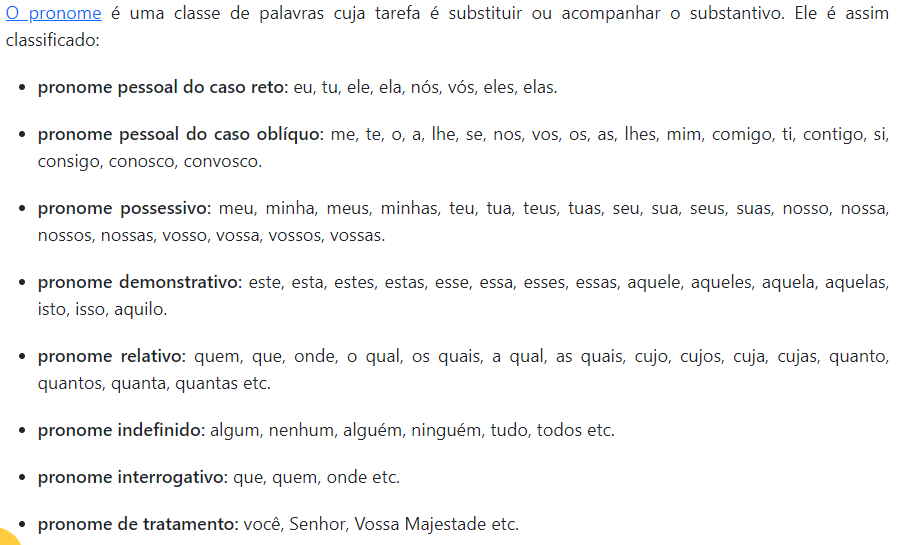 O pronome é uma classe de palavras cuja tarefa é substituir ou acompanhar o substantivo. Ele é assim
classificado:
• pronome pessoal do caso reto: eu, tu, ele, ela, nós, vós, eles, elas.
• pronome pessoal do caso oblíquo: me, te, o, a, lhe, se, nos, vos, os, as, lhes, mim, comigo, ti, contigo, si,
consigo, conosco, convosco.
• pronome possessivo: meu, minha, meus, minhas, teu, tua, teus, tuas, seu, sua, seus, suas, nosso, nossa,
nossos, nossas, vosso, vossa, vossos, vossas.
• pronome demonstrativo: este, esta, estes, estas, esse, essa, esses, essas, aquele, aqueles, aquela, aquelas,
isto, isso, aquilo.
• pronome relativo: quem, que, onde, o qual, os quais, a qual, as quais, cujo, cujos, cuja, cujas, quanto,
quantos, quanta, quantas etc.
• pronome indefinido: algum, nenhum, alguém, ninguém, tudo, todos etc.
• pronome interrogativo: que, quem, onde etc.
• pronome de tratamento: você, Senhor, Vossa Majestade etc.